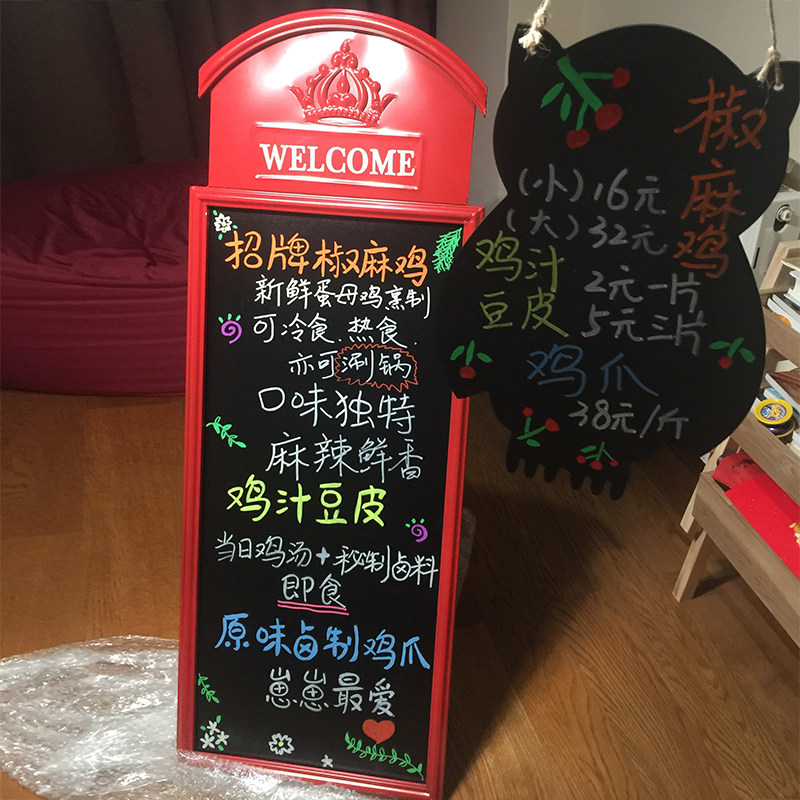 WELCOME
招牌椒麻鸡
新鲜蛋母鸡烹制
可冷食.热食.
亦可涮锅
口味独特
麻辣鲜香
鸡汁豆皮
当日鸡汤+秘制卤料
即食
原味卤制鸡爪
崽崽最爱
椒麻鸡
(小)16元
(大)32元
鸡汁豆皮
2元一片
5元三片
鸡爪
38元/斤